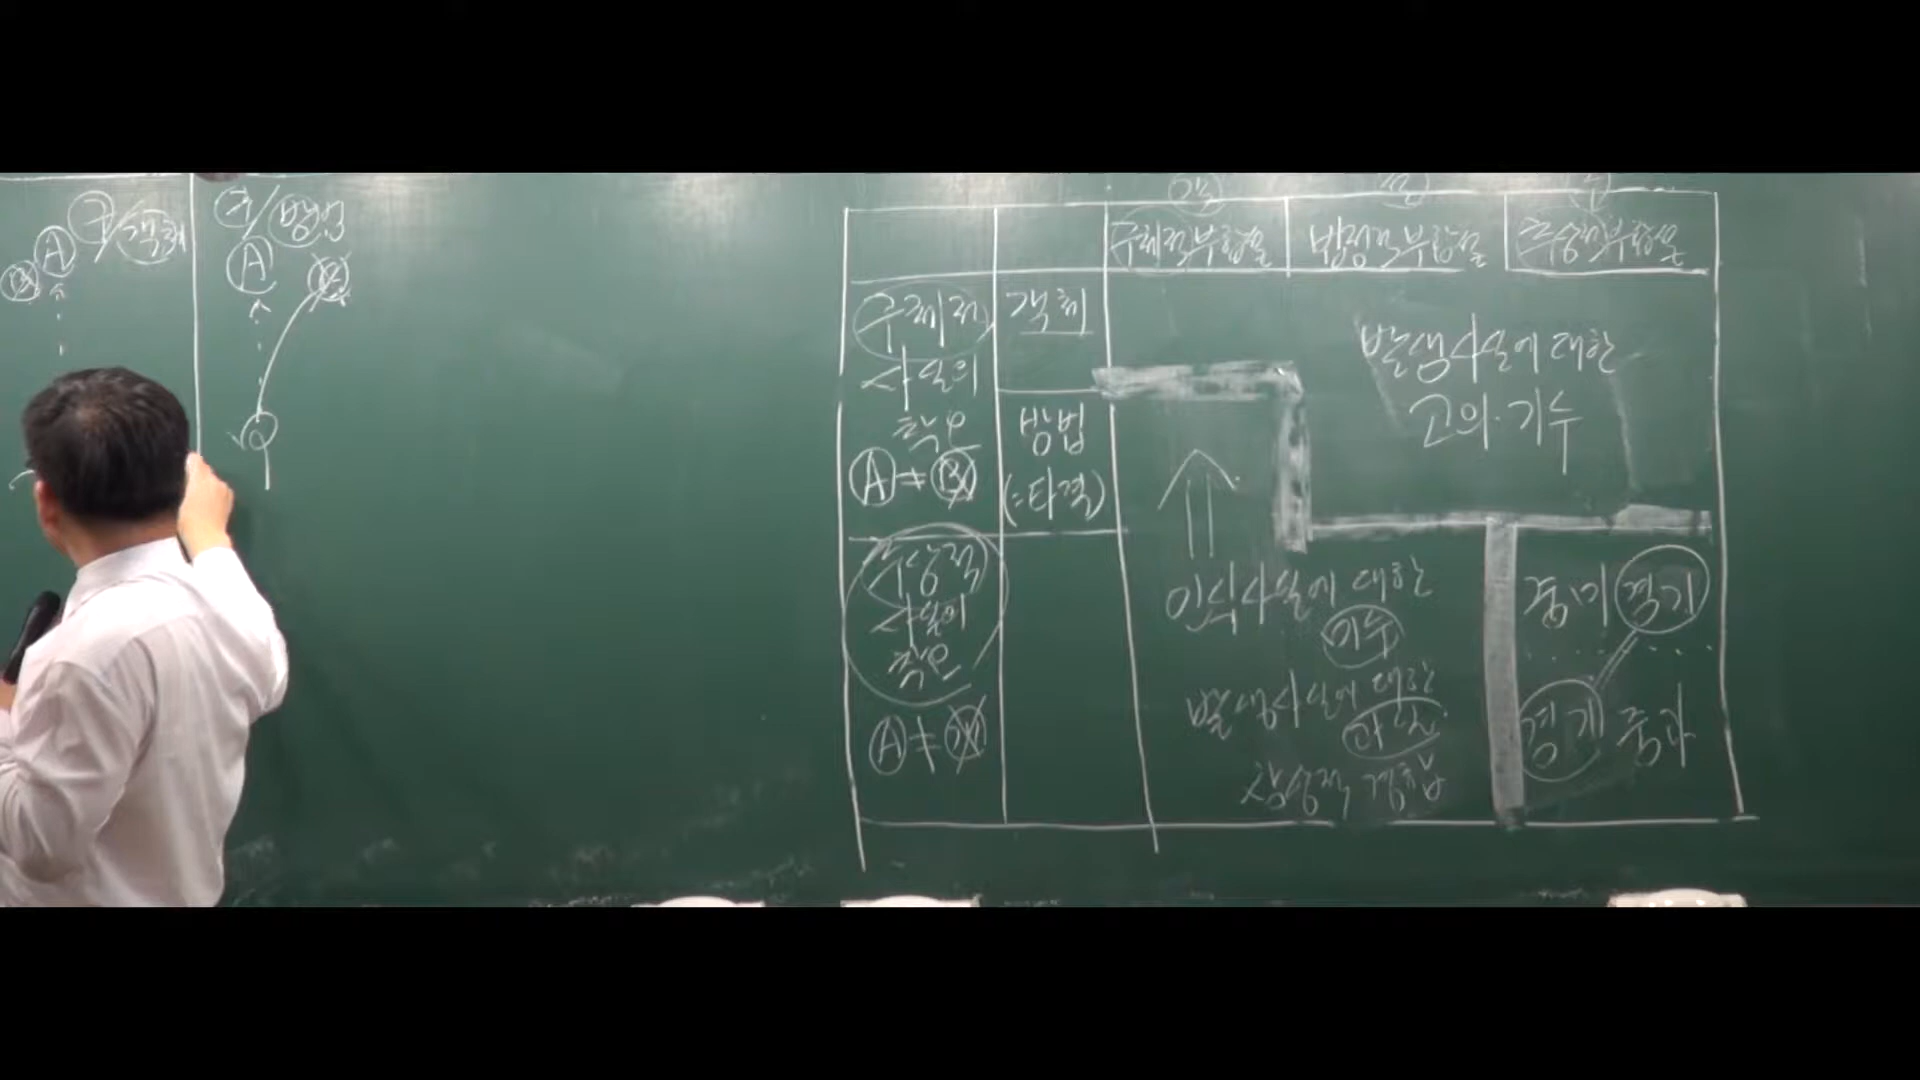 구/객체
A
B
구/방법
A
B
구체적부합설
법정적부합설
추상적부합설
구체적
사실의
착오
A≠B
객체
방법
(=타격)
발생사실에 대한
고의·기수
추상적
사실의
착오
A≠
인식사실에 대한
미수
발생사실에 대한
과실
상상적 경합
중미 경기
경기 중과